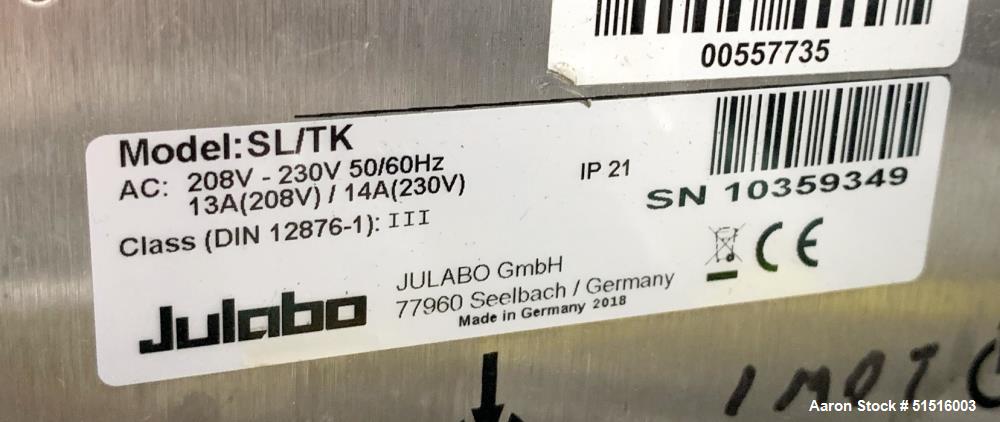 00557735
Model:SL/TK
AC: 208V - 230V 50/60Hz
13A(208V) / 14A(230V)
IP 21
SN 10359349
Class (DIN 12876-1): III
CE
Julabo
JULABO GmbH
77960 Seelbach / Germany
Made in Germany 2018
Aaron Stock # 51516003